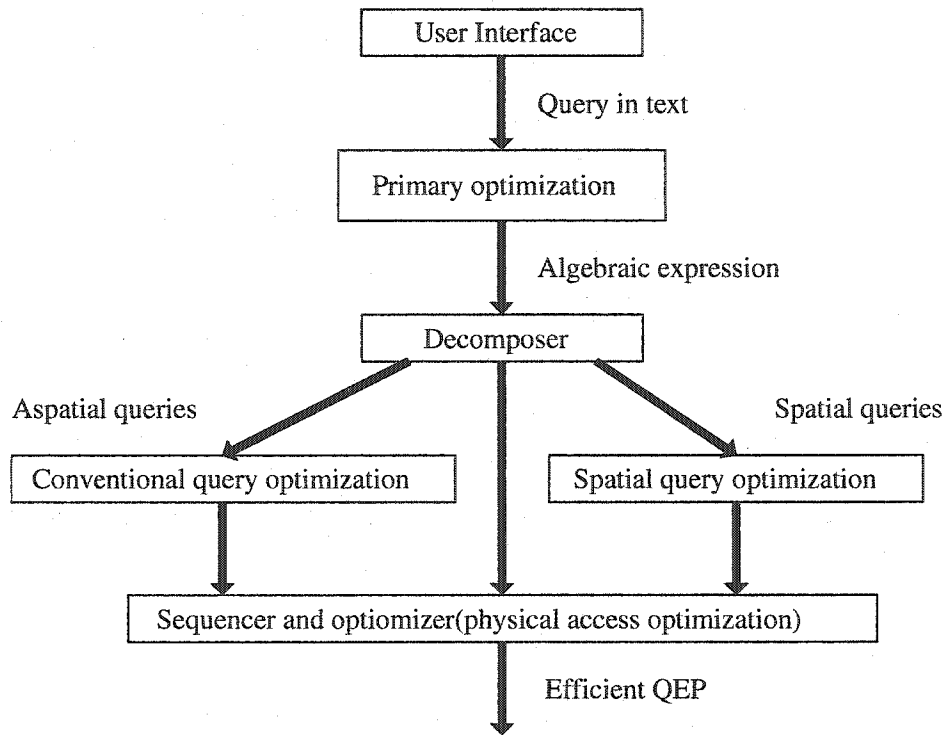 User Interface
Query in text
Primary optimization
Algebraic expression
Decomposer
Aspatial queries
Spatial queries
Conventional query optimization
Spatial query optimization
Sequencer and optiomizer(physical access optimization)
Efficient QEP